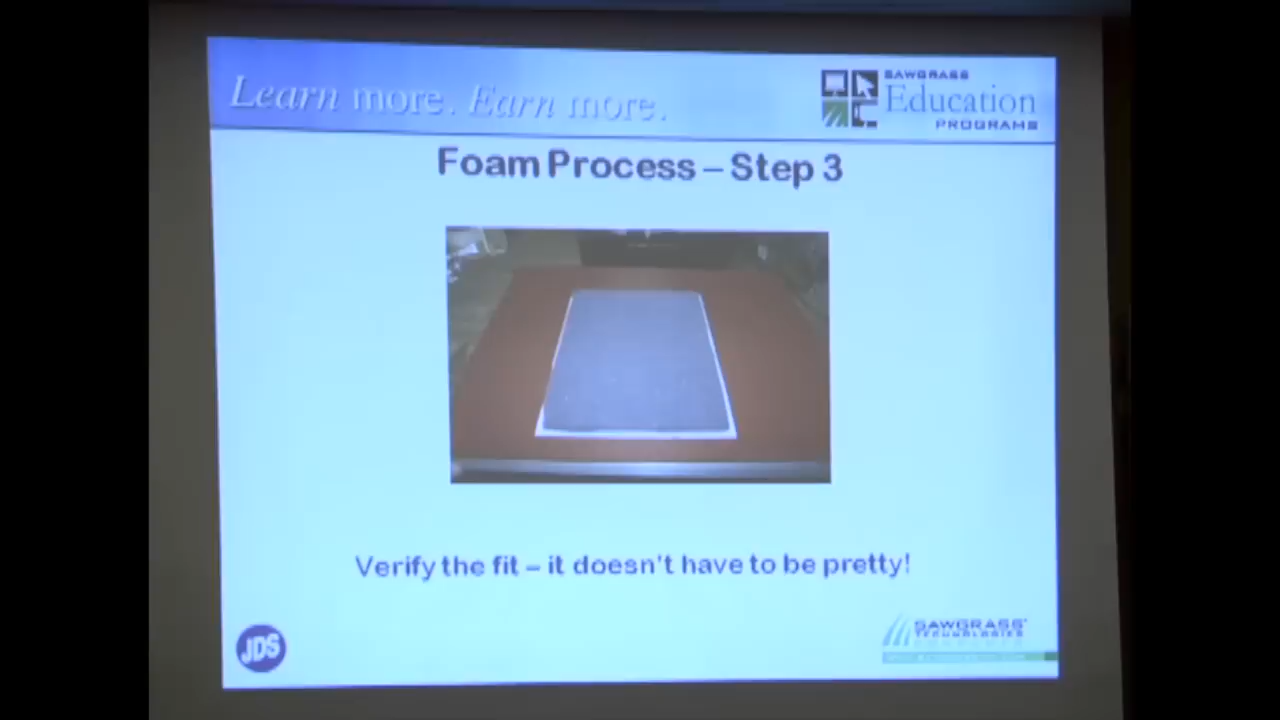 Learn more. Earn more.
SAWGRASS
Education
PROGRAMS
Foam Process – Step 3
Verify the fit – it doesn't have to be pretty!
JDS
SAWGRASS
TECHNOLOGIES